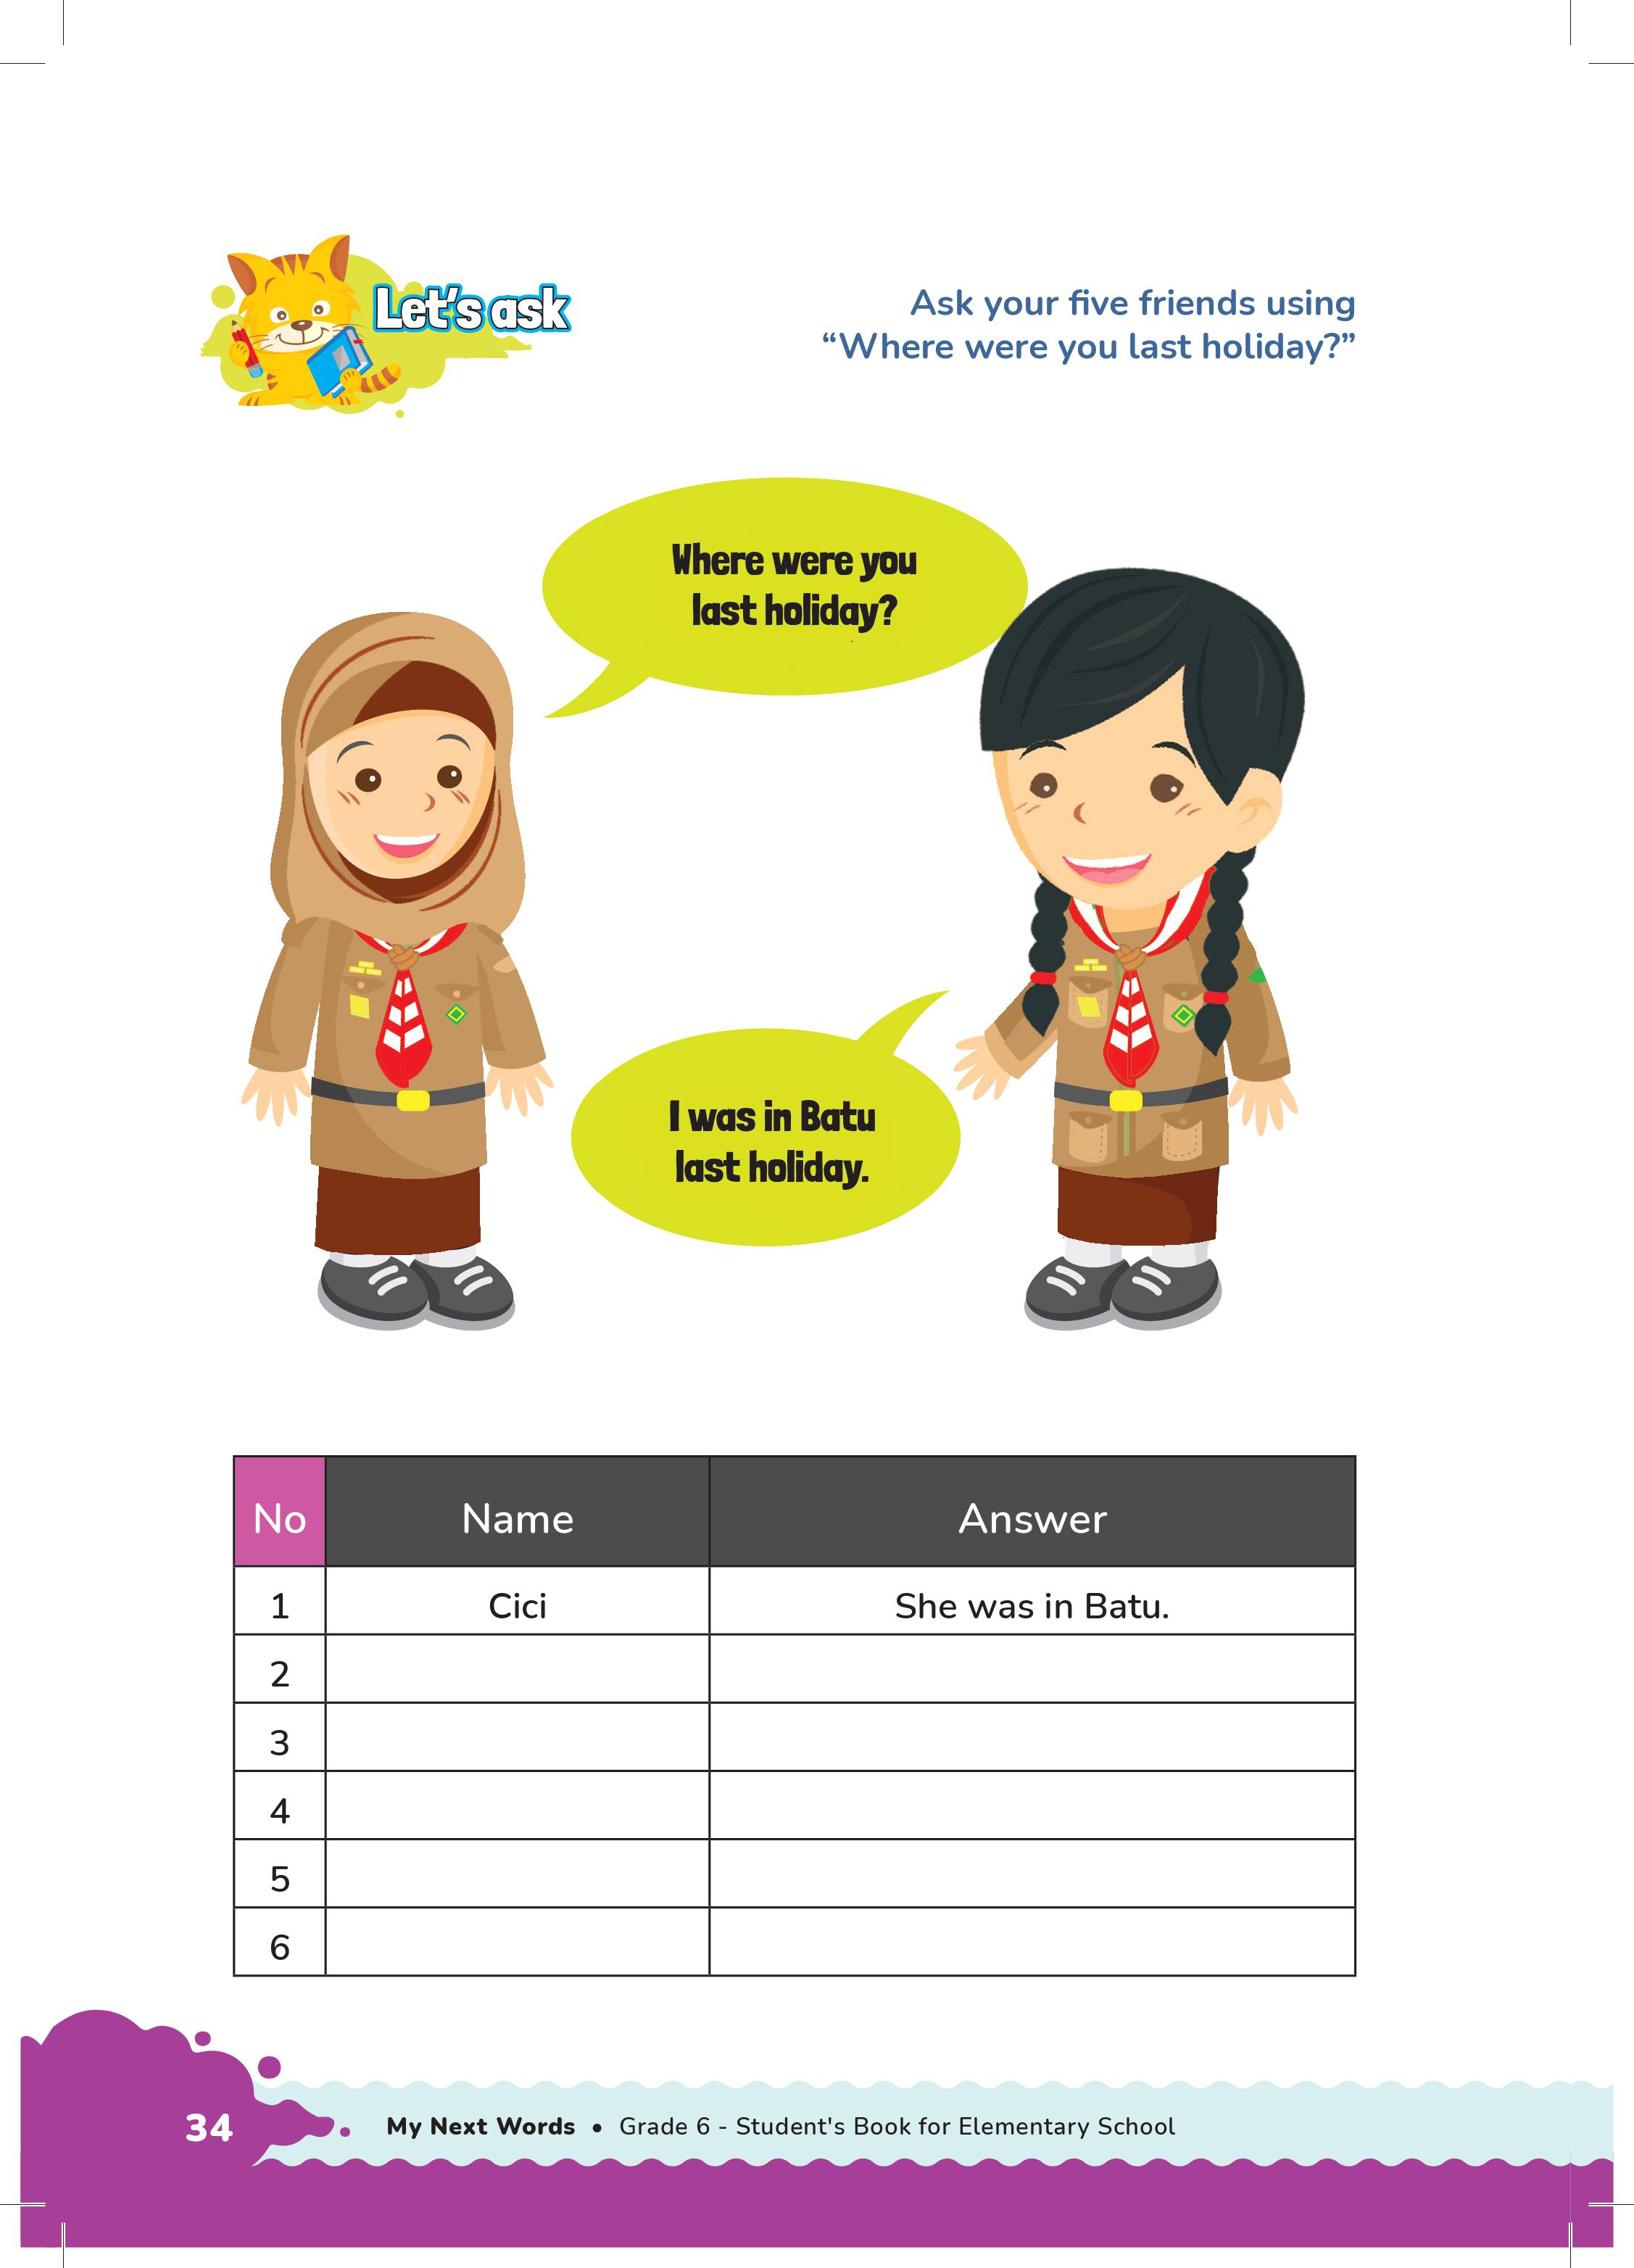 Let's ask
Ask your five friends using
“Where were you last holiday?”
Where were you
last holiday?
I was in Batu
last holiday.
No Name Answer
1 Cici She was in Batu.
2
3
4
5
6
34 My Next Words • Grade 6 - Student's Book for Elementary School